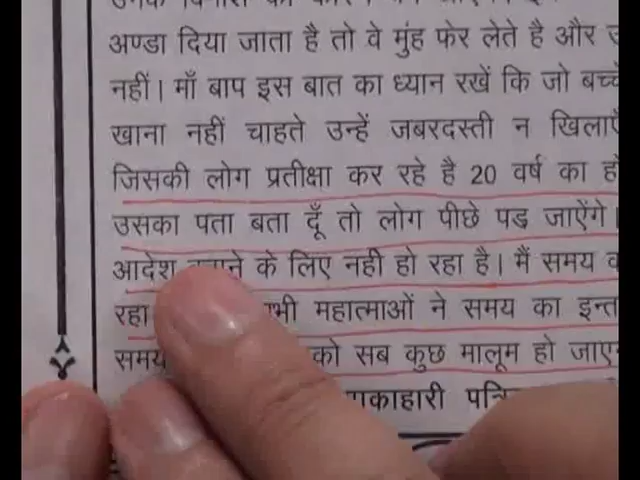 अण्डा दिया जाता है तो वे मुंह फेर लेते है और
नहीं। माँ बाप इस बात का ध्यान रखें कि जो बच्चे
खाना नहीं चाहते उन्हें जबरदस्ती न खिलाएँ
जिसकी लोग प्रतीक्षा कर रहे है 20 वर्ष का हो
उसका पता बता दूँ तो लोग पीछे पड जाऐंगे।
आदेश के लिए नही हो रहा है। मैं समय
रहा महात्माओं ने समय का
समय को सब कुछ मालूम हो